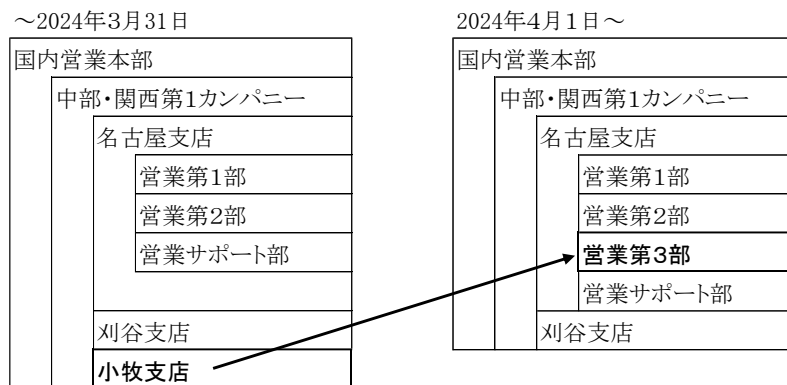 ～2024年3月31日
国内営業本部
中部・関西第1カンパニー
名古屋支店
営業第1部
営業第2部
営業サポート部
刈谷支店
小牧支店
2024年4月1日～
国内営業本部
中部・関西第1カンパニー
名古屋支店
営業第1部
営業第2部
営業第3部
営業サポート部
刈谷支店